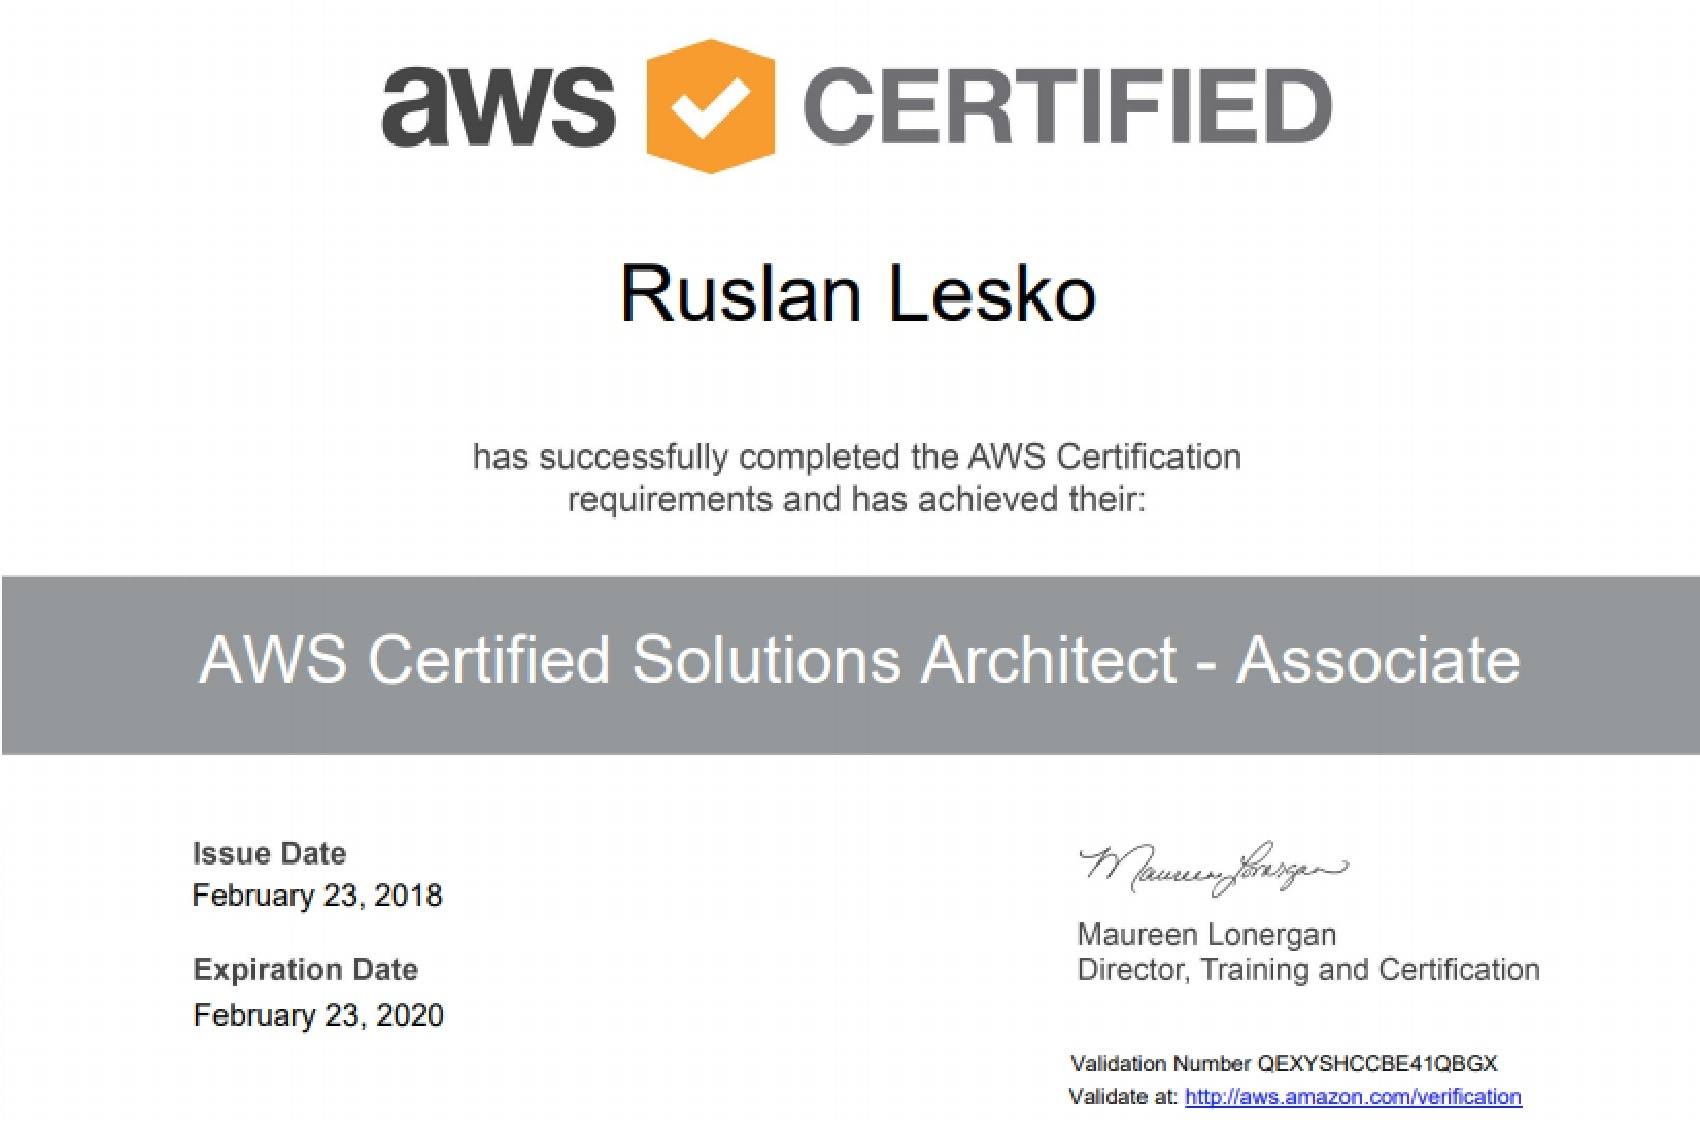 aws CERTIFIED
Ruslan Lesko
has successfully completed the AWS Certification
requirements and has achieved their:
AWS Certified Solutions Architect - Associate
Issue Date
February 23, 2018
Expiration Date
February 23, 2020
Maureen Lonergan
Maureen Lonergan
Director, Training and Certification
Validation Number QEXYSHCCBE41QBGX
Validate at: http://aws.amazon.com/verification